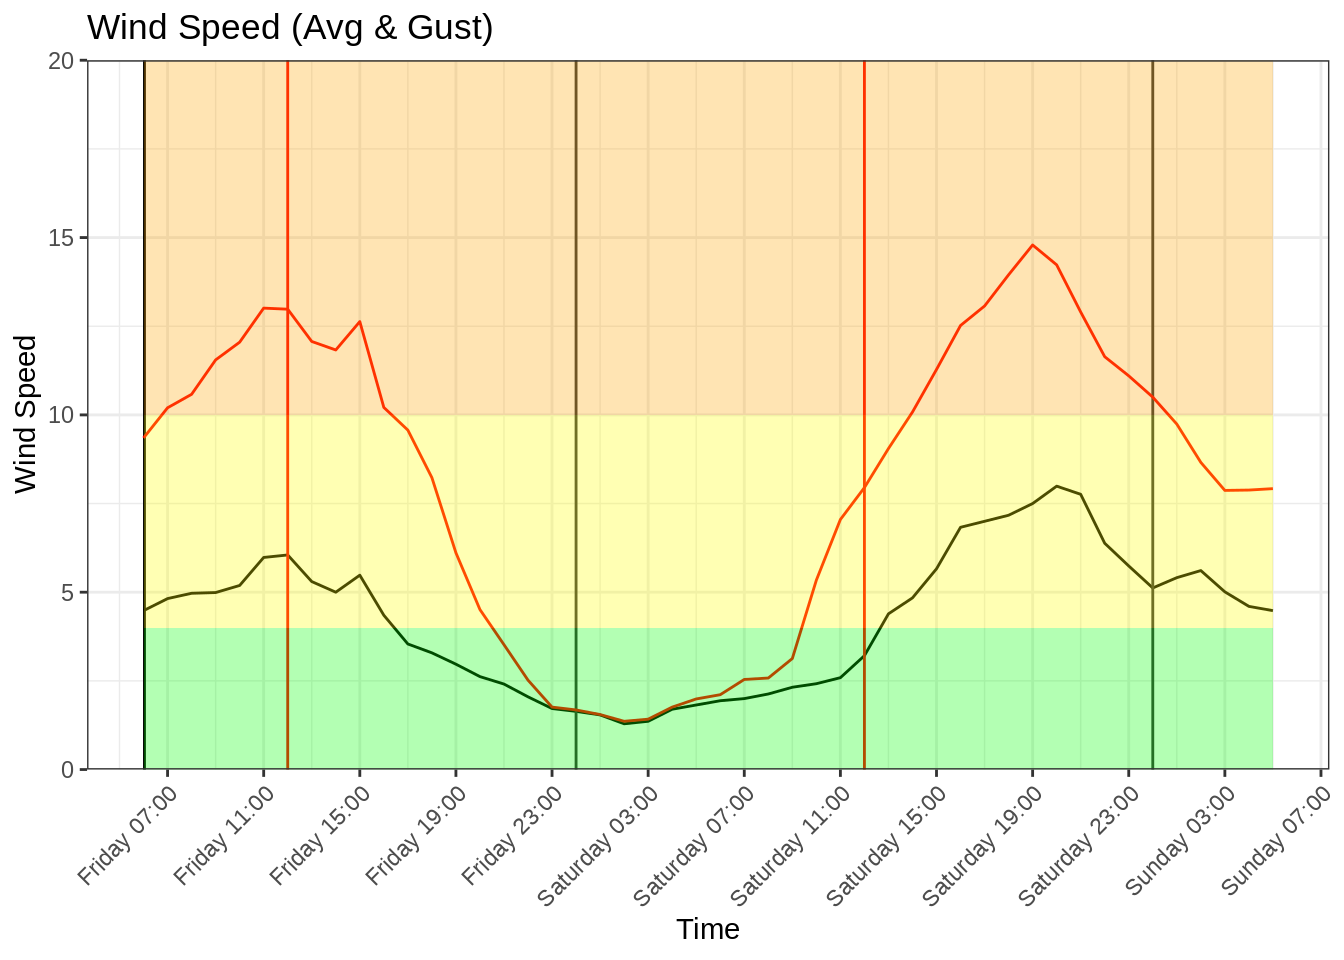 Wind Speed (Avg & Gust)
20
15
10
5
0
Wind Speed
Friday 07:00
Friday 11:00
Friday 15:00
Friday 19:00
Friday 23:00
Saturday 03:00
Saturday 07:00
Saturday 11:00
Saturday 15:00
Saturday 19:00
Saturday 23:00
Sunday 03:00
Sunday 07:00
Time